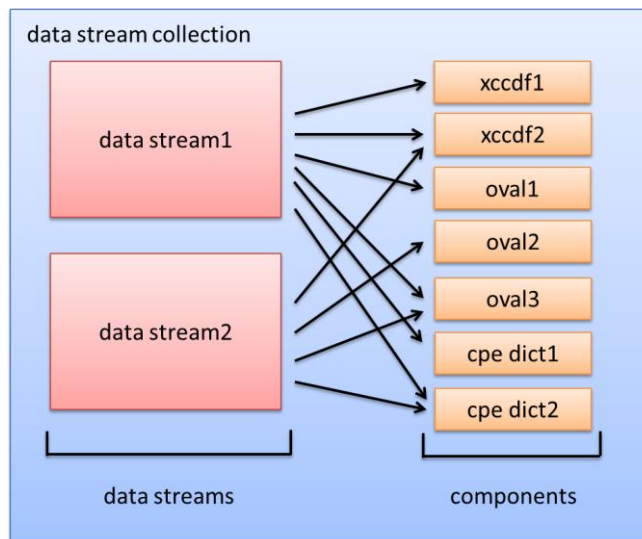 data stream collection
data stream1
data stream2
xccdf1
xccdf2
oval1
oval2
oval3
cpe dict1
cpe dict2
data streams
components